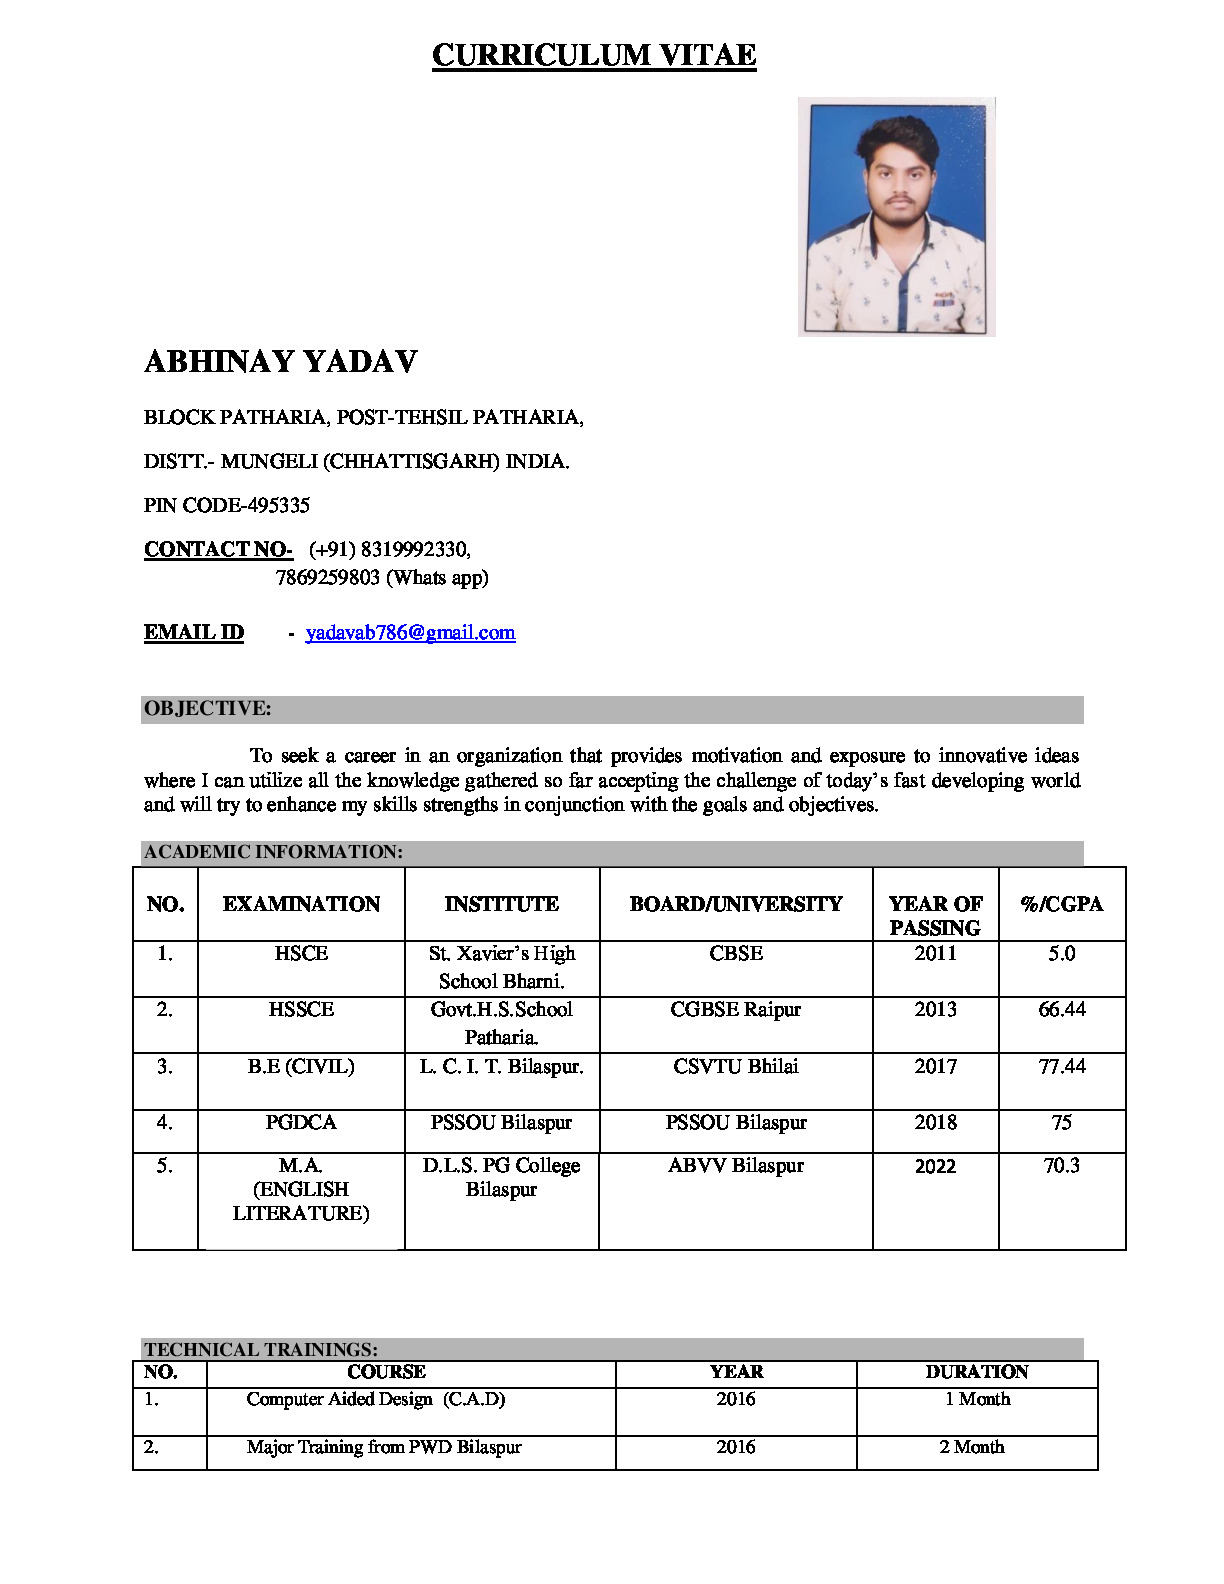 CURRICULUM VITAE
ABHINAY YADAV
BLOCK PATHARIA, POST-TEHSIL PATHARIA,
DISTT.- MUNGELI (CHHATTISGARH) INDIA.
PIN CODE-495335
CONTACT NO- (+91) 8319992330,
7869259803 (Whats app)
EMAIL ID - yadavab786@gmail.com
OBJECTIVE:
To seek a career in an organization that provides motivation and exposure to innovative ideas
where I can utilize all the knowledge gathered so far accepting the challenge of today’s fast developing world
and will try to enhance my skills strengths in conjunction with the goals and objectives.
ACADEMIC INFORMATION:
NO. EXAMINATION INSTITUTE BOARD/UNIVERSITY YEAR OF %/CGPA
PASSING
1. HSCE St. Xavier’s High CBSE 2011 5.0
School Bharni.
2. HSSCE Govt.H.S.School CGBSE Raipur 2013 66.44
Patharia.
3. B.E (CIVIL) L. C. I. T. Bilaspur. CSVTU Bhilai 2017 77.44
4. PGDCA PSSOU Bilaspur PSSOU Bilaspur 2018 75
5. M.A. D.L.S. PG College ABVV Bilaspur 2022 70.3
(ENGLISH Bilaspur
LITERATURE)
TECHNICAL TRAININGS:
NO. COURSE YEAR DURATION
1. Computer Aided Design (C.A.D) 2016 1 Month
2. Major Training from PWD Bilaspur 2016 2 Month